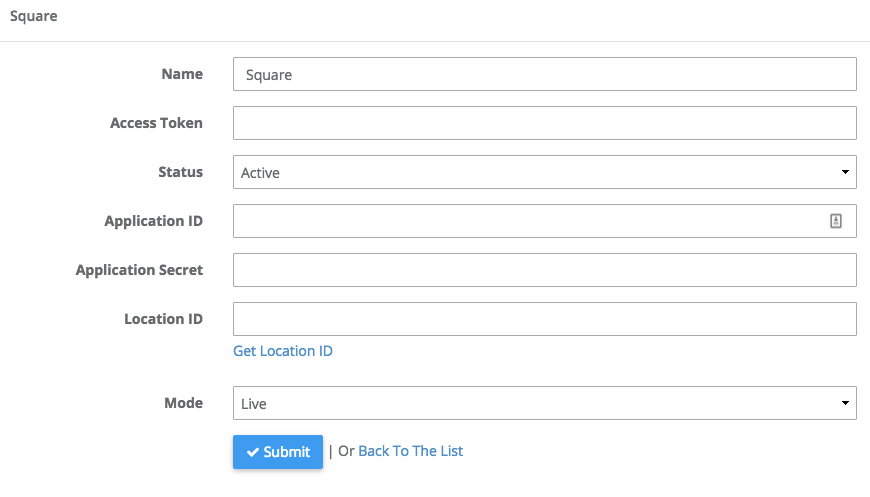 Square
Name Square
Access Token
Status Active
Application ID
Application Secret
Location ID
Get Location ID
Mode Live
Submit | Or Back To The List